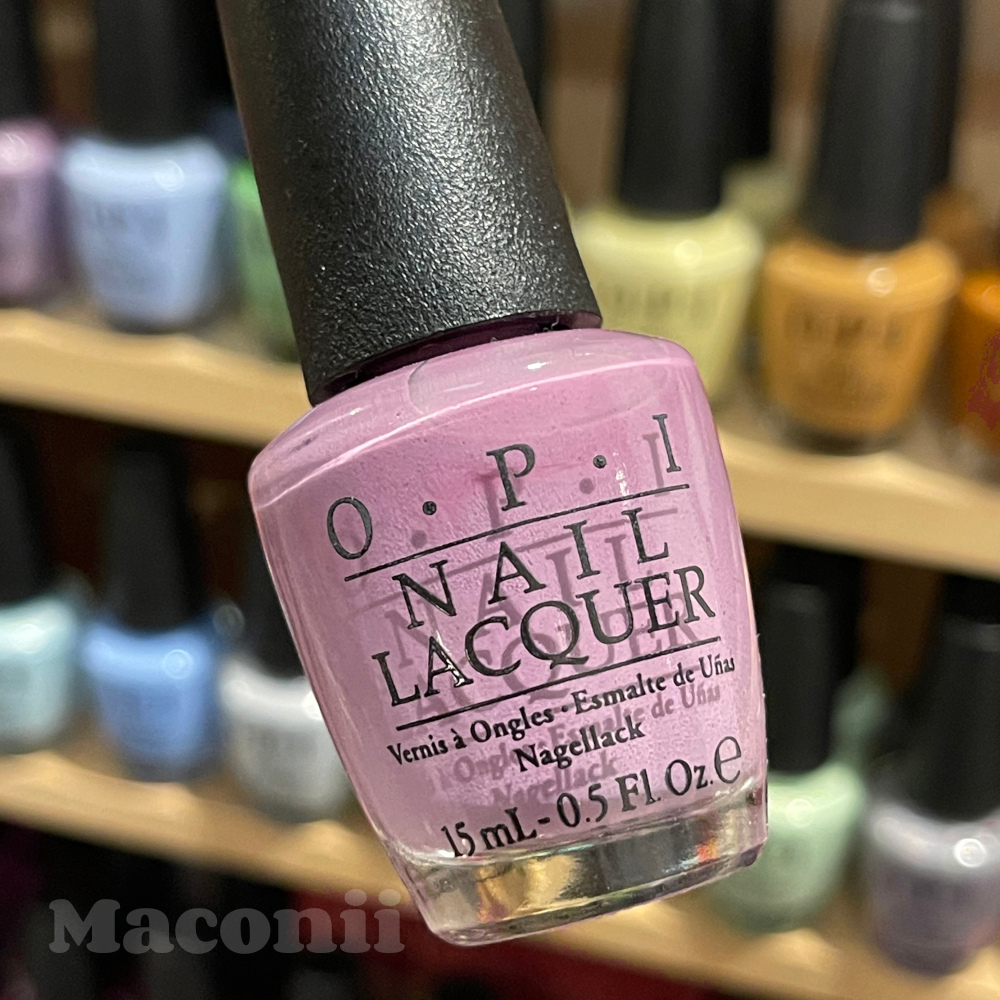 O • P • I
NAIL
LACQUER
Vernis à Ongles • Esmalte de Uñas
Nagellack
15 mL - 0.5 Fl. Oz. ℮
Maconii